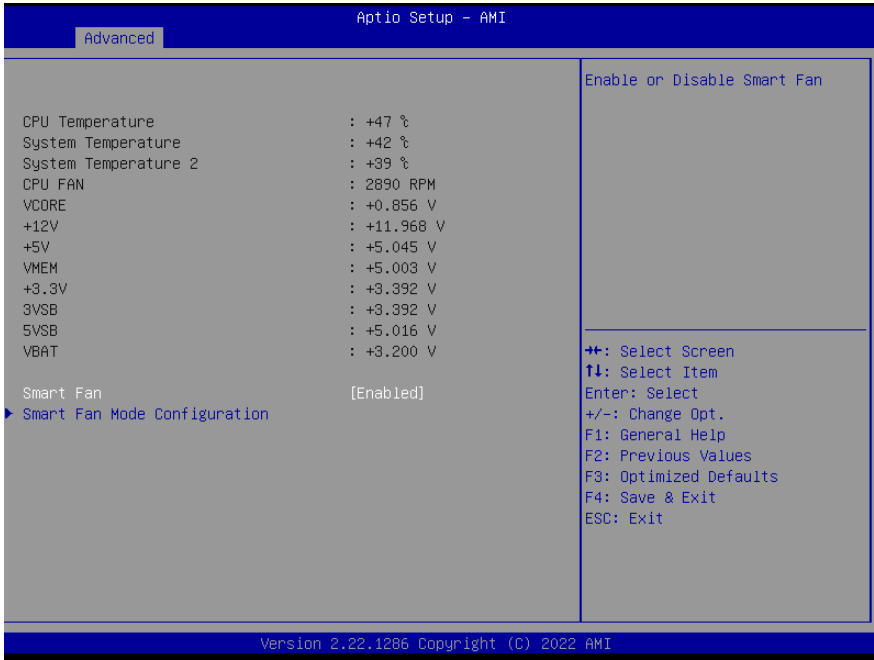 Aptio Setup – AMI
Advanced
CPU Temperature : +47 ℃
System Temperature : +42 ℃
System Temperature 2 : +39 ℃
CPU FAN : 2890 RPM
VCORE : +0.856 V
+12V : +11.968 V
+5V : +5.045 V
VMEM : +5.003 V
+3.3V : +3.392 V
3VSB : +3.392 V
5VSB : +5.016 V
VBAT : +3.200 V
Smart Fan [Enabled]
Smart Fan Mode Configuration
Enable or Disable Smart Fan
→←: Select Screen
↑↓: Select Item
Enter: Select
+/-: Change Opt.
F1: General Help
F2: Previous Values
F3: Optimized Defaults
F4: Save & Exit
ESC: Exit
Version 2.22.1286 Copyright (C) 2022 AMI